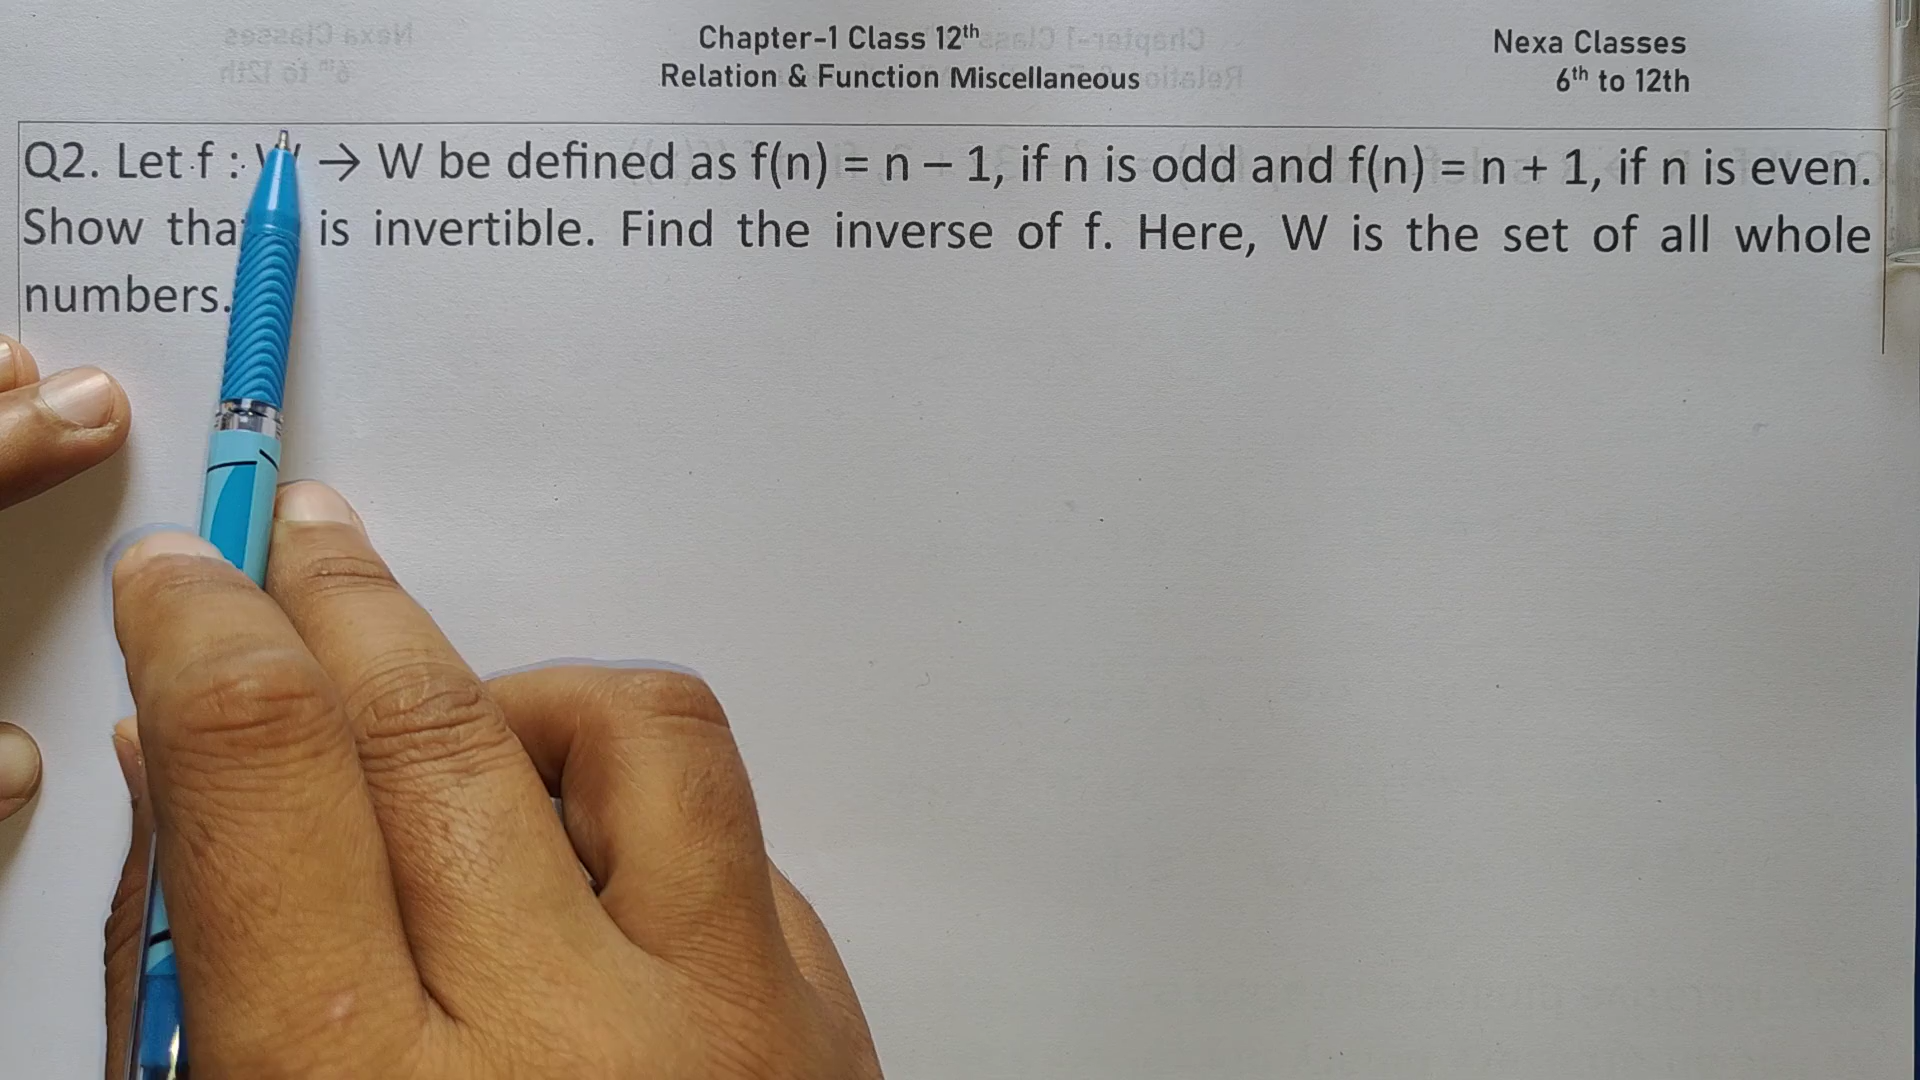 Chapter-1 Class 12th
Relation & Function Miscellaneous
Nexa Classes
6th to 12th
Q2. Let f : W → W be defined as f(n) = n – 1, if n is odd and f(n) = n + 1, if n is even.
Show is invertible. Find the inverse of f. Here, W is the set of all whole
numbers.